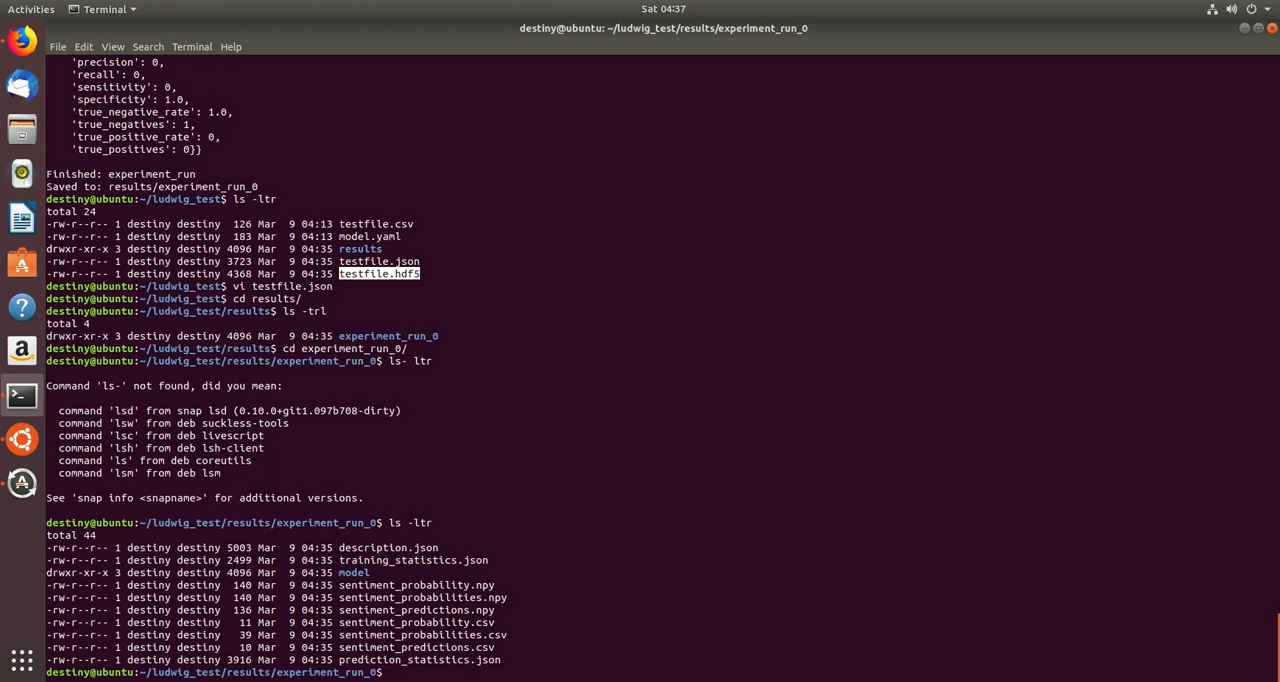 Activities Terminal Sat 04:37
destiny@ubuntu: ~/ludwig_test/results/experiment_run_0
File Edit View Search Terminal Help
'precision': 0,
'recall': 0,
'sensitivity': 0,
'specificity': 1.0,
'true_negative_rate': 1.0,
'true_negatives': 1,
'true_positive_rate': 0,
'true_positives': 0}}
Finished: experiment_run
Saved to: results/experiment_run_0
destiny@ubuntu:~/ludwig_test$ ls -ltr
total 24
-rw-r--r-- 1 destiny destiny  126 Mar  9 04:13 testfile.csv
-rw-r--r-- 1 destiny destiny  183 Mar  9 04:13 model.yaml
drwxr-xr-x 3 destiny destiny 4096 Mar  9 04:35 results
-rw-r--r-- 1 destiny destiny 3723 Mar  9 04:35 testfile.json
-rw-r--r-- 1 destiny destiny 4368 Mar  9 04:35 testfile.hdf5
destiny@ubuntu:~/ludwig_test$ vi testfile.json
destiny@ubuntu:~/ludwig_test$ cd results/
destiny@ubuntu:~/ludwig_test/results$ ls -trl
total 4
drwxr-xr-x 3 destiny destiny 4096 Mar  9 04:35 experiment_run_0
destiny@ubuntu:~/ludwig_test/results$ cd experiment_run_0/
destiny@ubuntu:~/ludwig_test/results/experiment_run_0$ ls- ltr
Command 'ls-' not found, did you mean:
command 'lsd' from snap lsd (0.10.0+git1.097b708-dirty)
command 'lsw' from deb suckless-tools
command 'lsc' from deb livescript
command 'lsh' from deb lsh-client
command 'ls' from deb coreutils
command 'lsm' from deb lsm
See 'snap info <snapname>' for additional versions.
destiny@ubuntu:~/ludwig_test/results/experiment_run_0$ ls -ltr
total 44
-rw-r--r-- 1 destiny destiny 5003 Mar  9 04:35 description.json
-rw-r--r-- 1 destiny destiny 2499 Mar  9 04:35 training_statistics.json
drwxr-xr-x 3 destiny destiny 4096 Mar  9 04:35 model
-rw-r--r-- 1 destiny destiny  140 Mar  9 04:35 sentiment_probability.npy
-rw-r--r-- 1 destiny destiny  140 Mar  9 04:35 sentiment_probabilities.npy
-rw-r--r-- 1 destiny destiny  136 Mar  9 04:35 sentiment_predictions.npy
-rw-r--r-- 1 destiny destiny   11 Mar  9 04:35 sentiment_probability.csv
-rw-r--r-- 1 destiny destiny   39 Mar  9 04:35 sentiment_probabilities.csv
-rw-r--r-- 1 destiny destiny   10 Mar  9 04:35 sentiment_predictions.csv
-rw-r--r-- 1 destiny destiny 3916 Mar  9 04:35 prediction_statistics.json
destiny@ubuntu:~/ludwig_test/results/experiment_run_0$